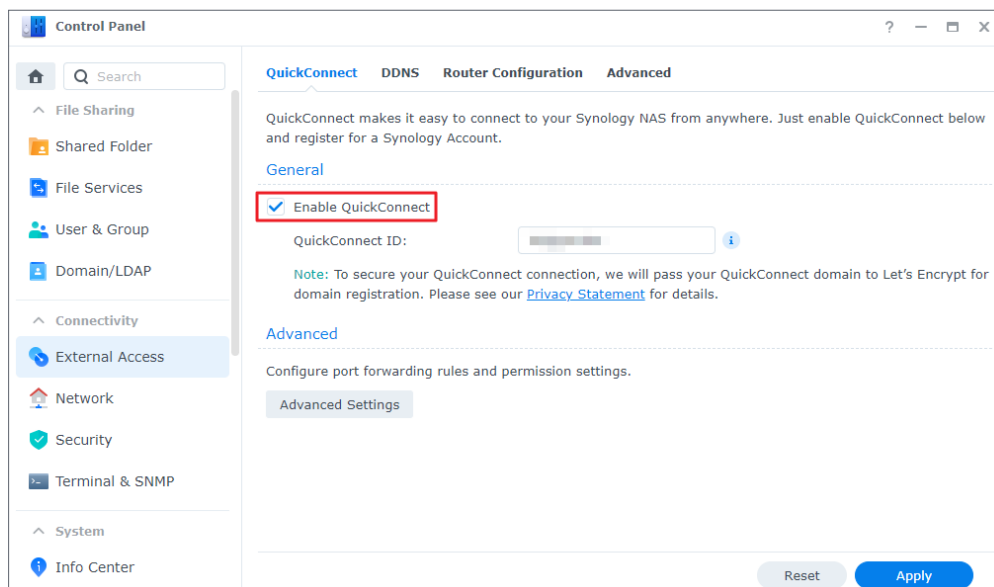 Control Panel
Search
File Sharing
Shared Folder
File Services
User & Group
Domain/LDAP
Connectivity
External Access
Network
Security
Terminal & SNMP
System
Info Center
QuickConnect DDNS Router Configuration Advanced
QuickConnect makes it easy to connect to your Synology NAS from anywhere. Just enable QuickConnect below
and register for a Synology Account.
General
Enable QuickConnect
QuickConnect ID:
Note: To secure your QuickConnect connection, we will pass your QuickConnect domain to Let's Encrypt for
domain registration. Please see our Privacy Statement for details.
Advanced
Configure port forwarding rules and permission settings.
Advanced Settings
Reset Apply